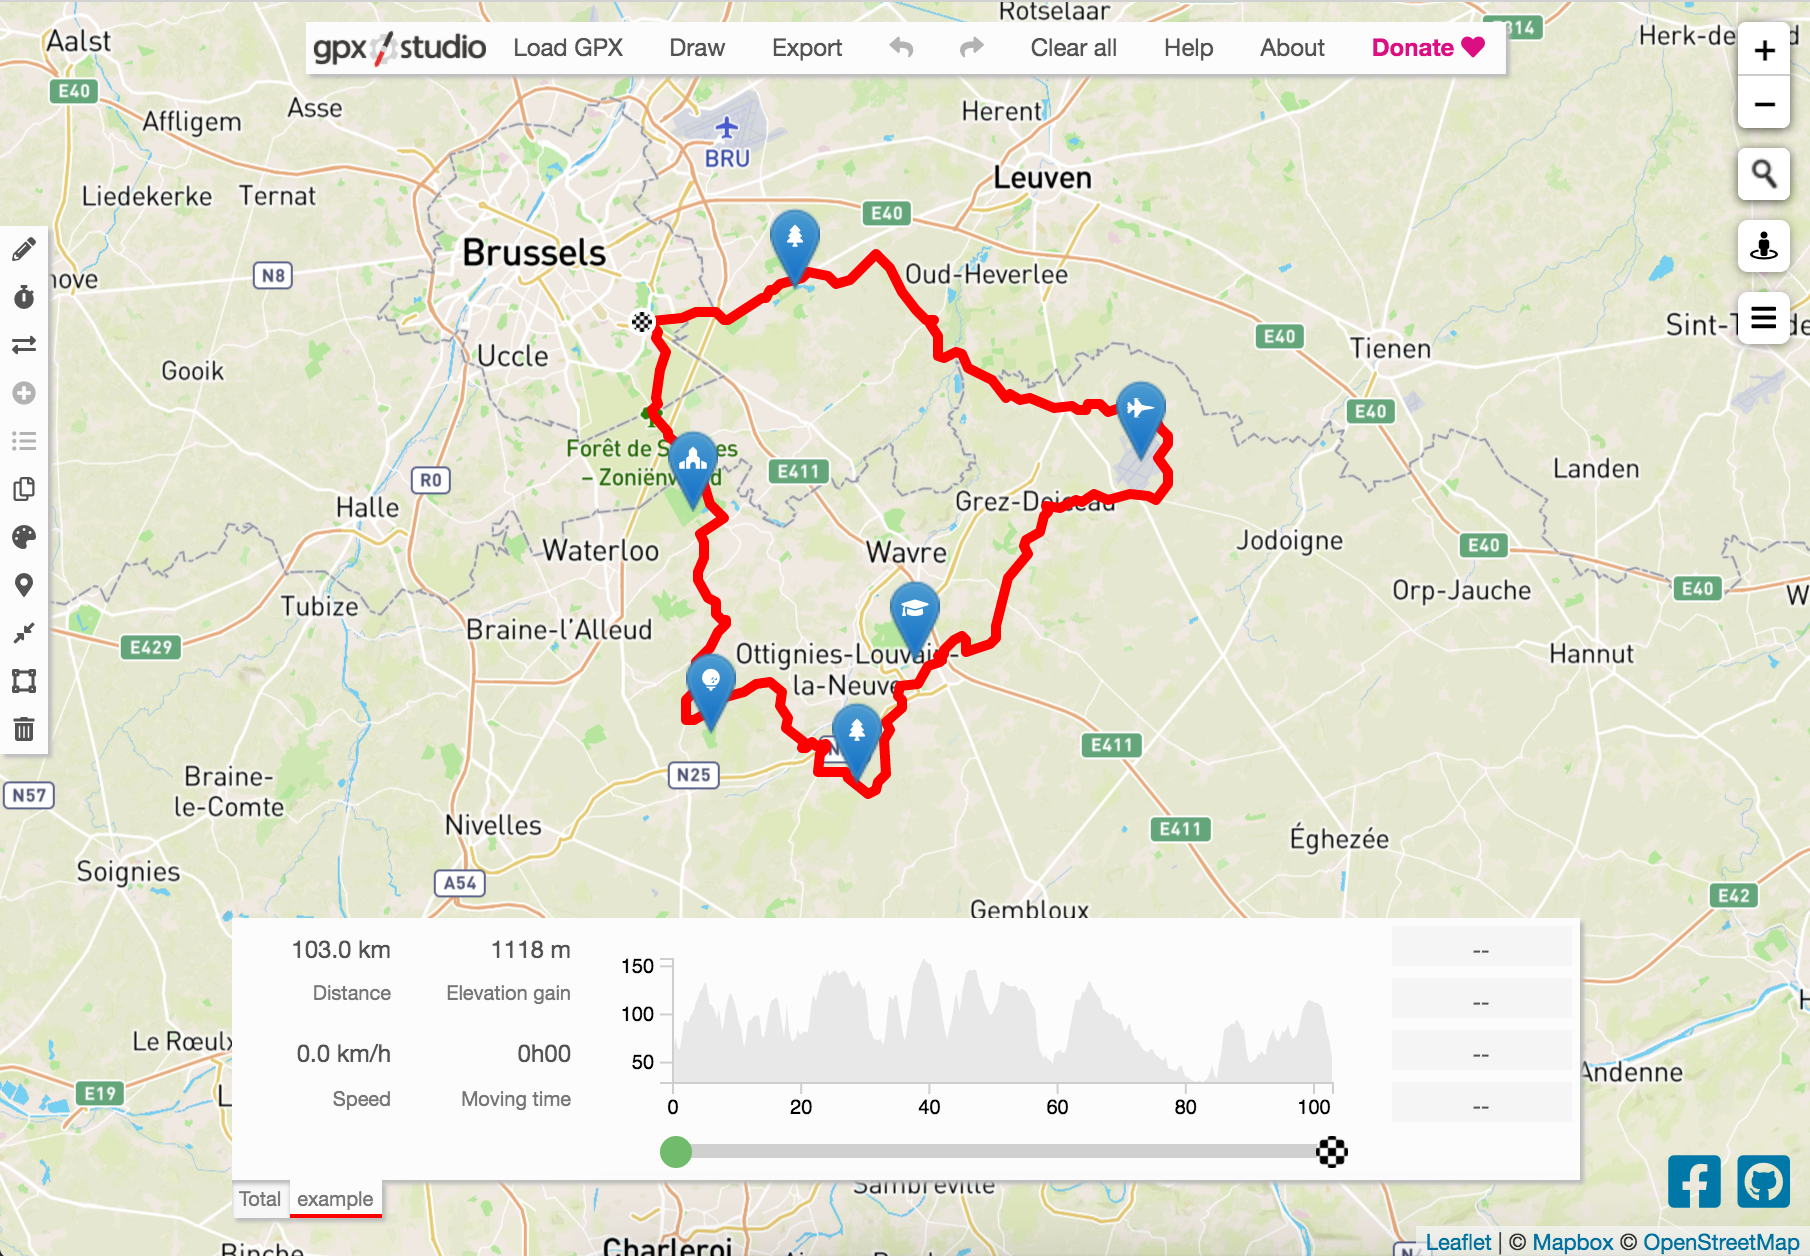 Rotselaar
Aalst
gpx studio Load GPX Draw Export Clear all Help About Donate
314
Herk-de
+
E40
Asse
Affligem
Herent
−
BRU
Leuven
Liedekerke Ternat
E40
Brussels
N8
Oud-Heverlee
nove
Sint-T
de
E40
Uccle
Tienen
Gooik
E40
Forêt de S es
– Zoniënw d
E411
Landen
R0
Grez-Doiceau
Halle
Jodoigne
E40
Waterloo
Wavre
E40
Orp-Jauche
W
Tubize
Braine-l'Alleud
E429
Ottignies-Louvain-
la-Neuve
Hannut
N
E411
Braine-
le-Comte
N25
N57
Nivelles
E411
Éghezée
Soignies
A54
E42
Gembloux
103.0 km 1118 m
Distance Elevation gain
0.0 km/h 0h00
Speed Moving time
150
100
50
0 20 40 60 80 100
--
--
--
--
Le Rœulx
H
E19
L
Andenne
Total example
Sambreville
Binche
Charleroi
N4
Leaflet | © Mapbox © OpenStreetMap